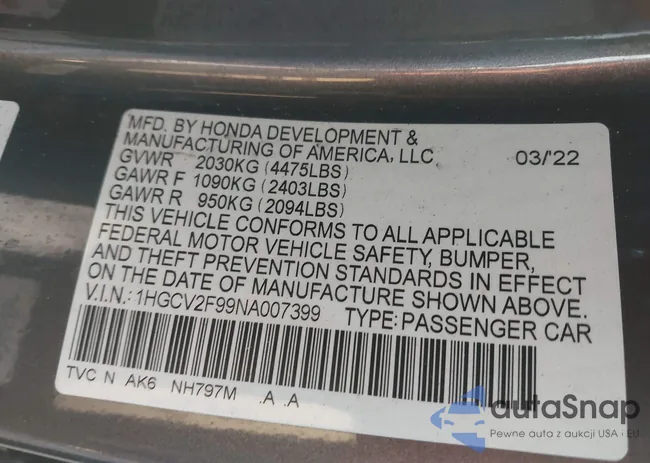 MFD. BY HONDA DEVELOPMENT &
MANUFACTURING OF AMERICA, LLC 03/'22
GVWR 2030KG (4475LBS)
GAWR F 1090KG (2403LBS)
GAWR R 950KG (2094LBS)
THIS VEHICLE CONFORMS TO ALL APPLICABLE
FEDERAL MOTOR VEHICLE SAFETY, BUMPER,
AND THEFT PREVENTION STANDARDS IN EFFECT
ON THE DATE OF MANUFACTURE SHOWN ABOVE.
V.I.N.: 1HGCV2F99NA007399 TYPE: PASSENGER CAR
TVC N AK6 NH797M .A .A
autaSnap
Pewne auta z aukcji USA i EU